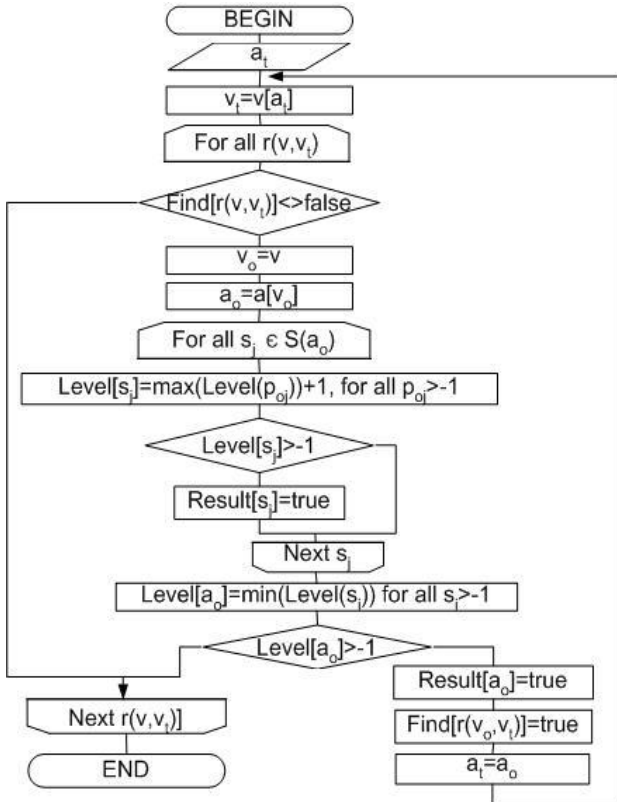 BEGIN
a_t
v_t=v[a_t]
For all r(v,v_t)
Find[r(v,v_t)]<>false
v_o=v
a_o=a[v_o]
For all s_j ϵ S(a_o)
Level[s_j]=max(Level(p_oj))+1, for all p_oj>-1
Level[s_j]>-1
Result[s_j]=true
Next s_j
Level[a_o]=min(Level(s_i)) for all s_i>-1
Level[a_o]>-1
Result[a_o]=true
Find[r(v_o,v_t)]=true
a_t=a_o
Next r(v,v_t)]
END